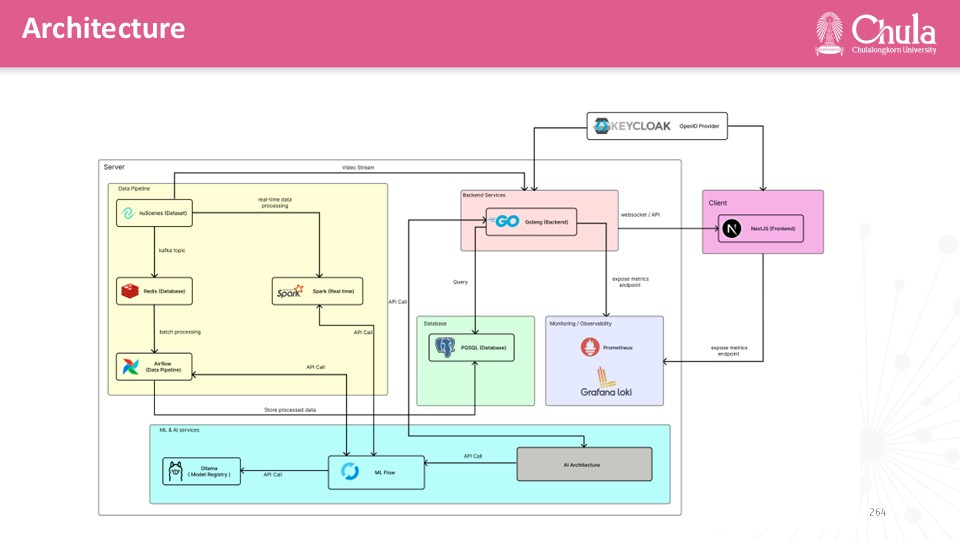 Architecture
Chula
Chulalongkorn University
KEYCLOAK
OpenID Provider
Server
Video Stream
Data Pipeline
nuScenes (Dataset)
real-time data
processing
kafka topic
Redis (Database)
APACHE
Spark
Spark (Real time)
batch processing
API Call
Airflow
(Data Pipeline)
API Call
Store processed data
Backend Services
GO
Golang (Backend)
websocket / API
Client
N
NextJS (Frontend)
API Call
Query
expose metrics
endpoint
Database
PGSQL (Database)
Monitoring / Observability
Prometheus
Grafana loki
expose metrics
endpoint
ML & AI services
Ollama
( Model Registry )
API Call
ML Flow
API Call
AI Architecture
264